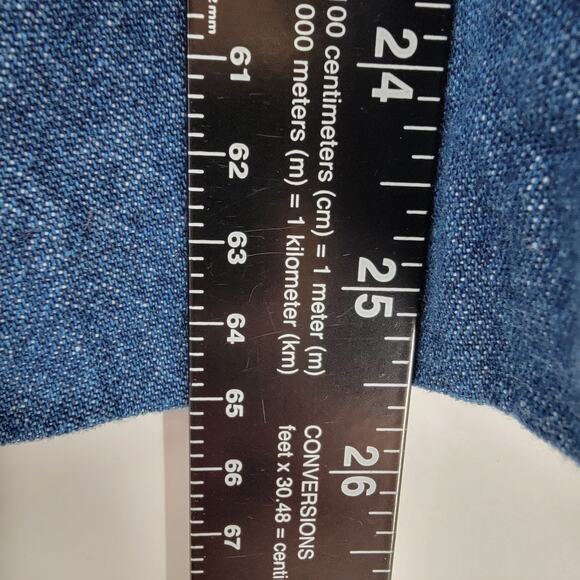 mm
61
62
63
64
65
66
67
00 centimeters (cm) = 1 meter (m)
000 meters (m) = 1 kilometer (km)
CONVERSIONS
feet x 30.48 = centi
24
25
26